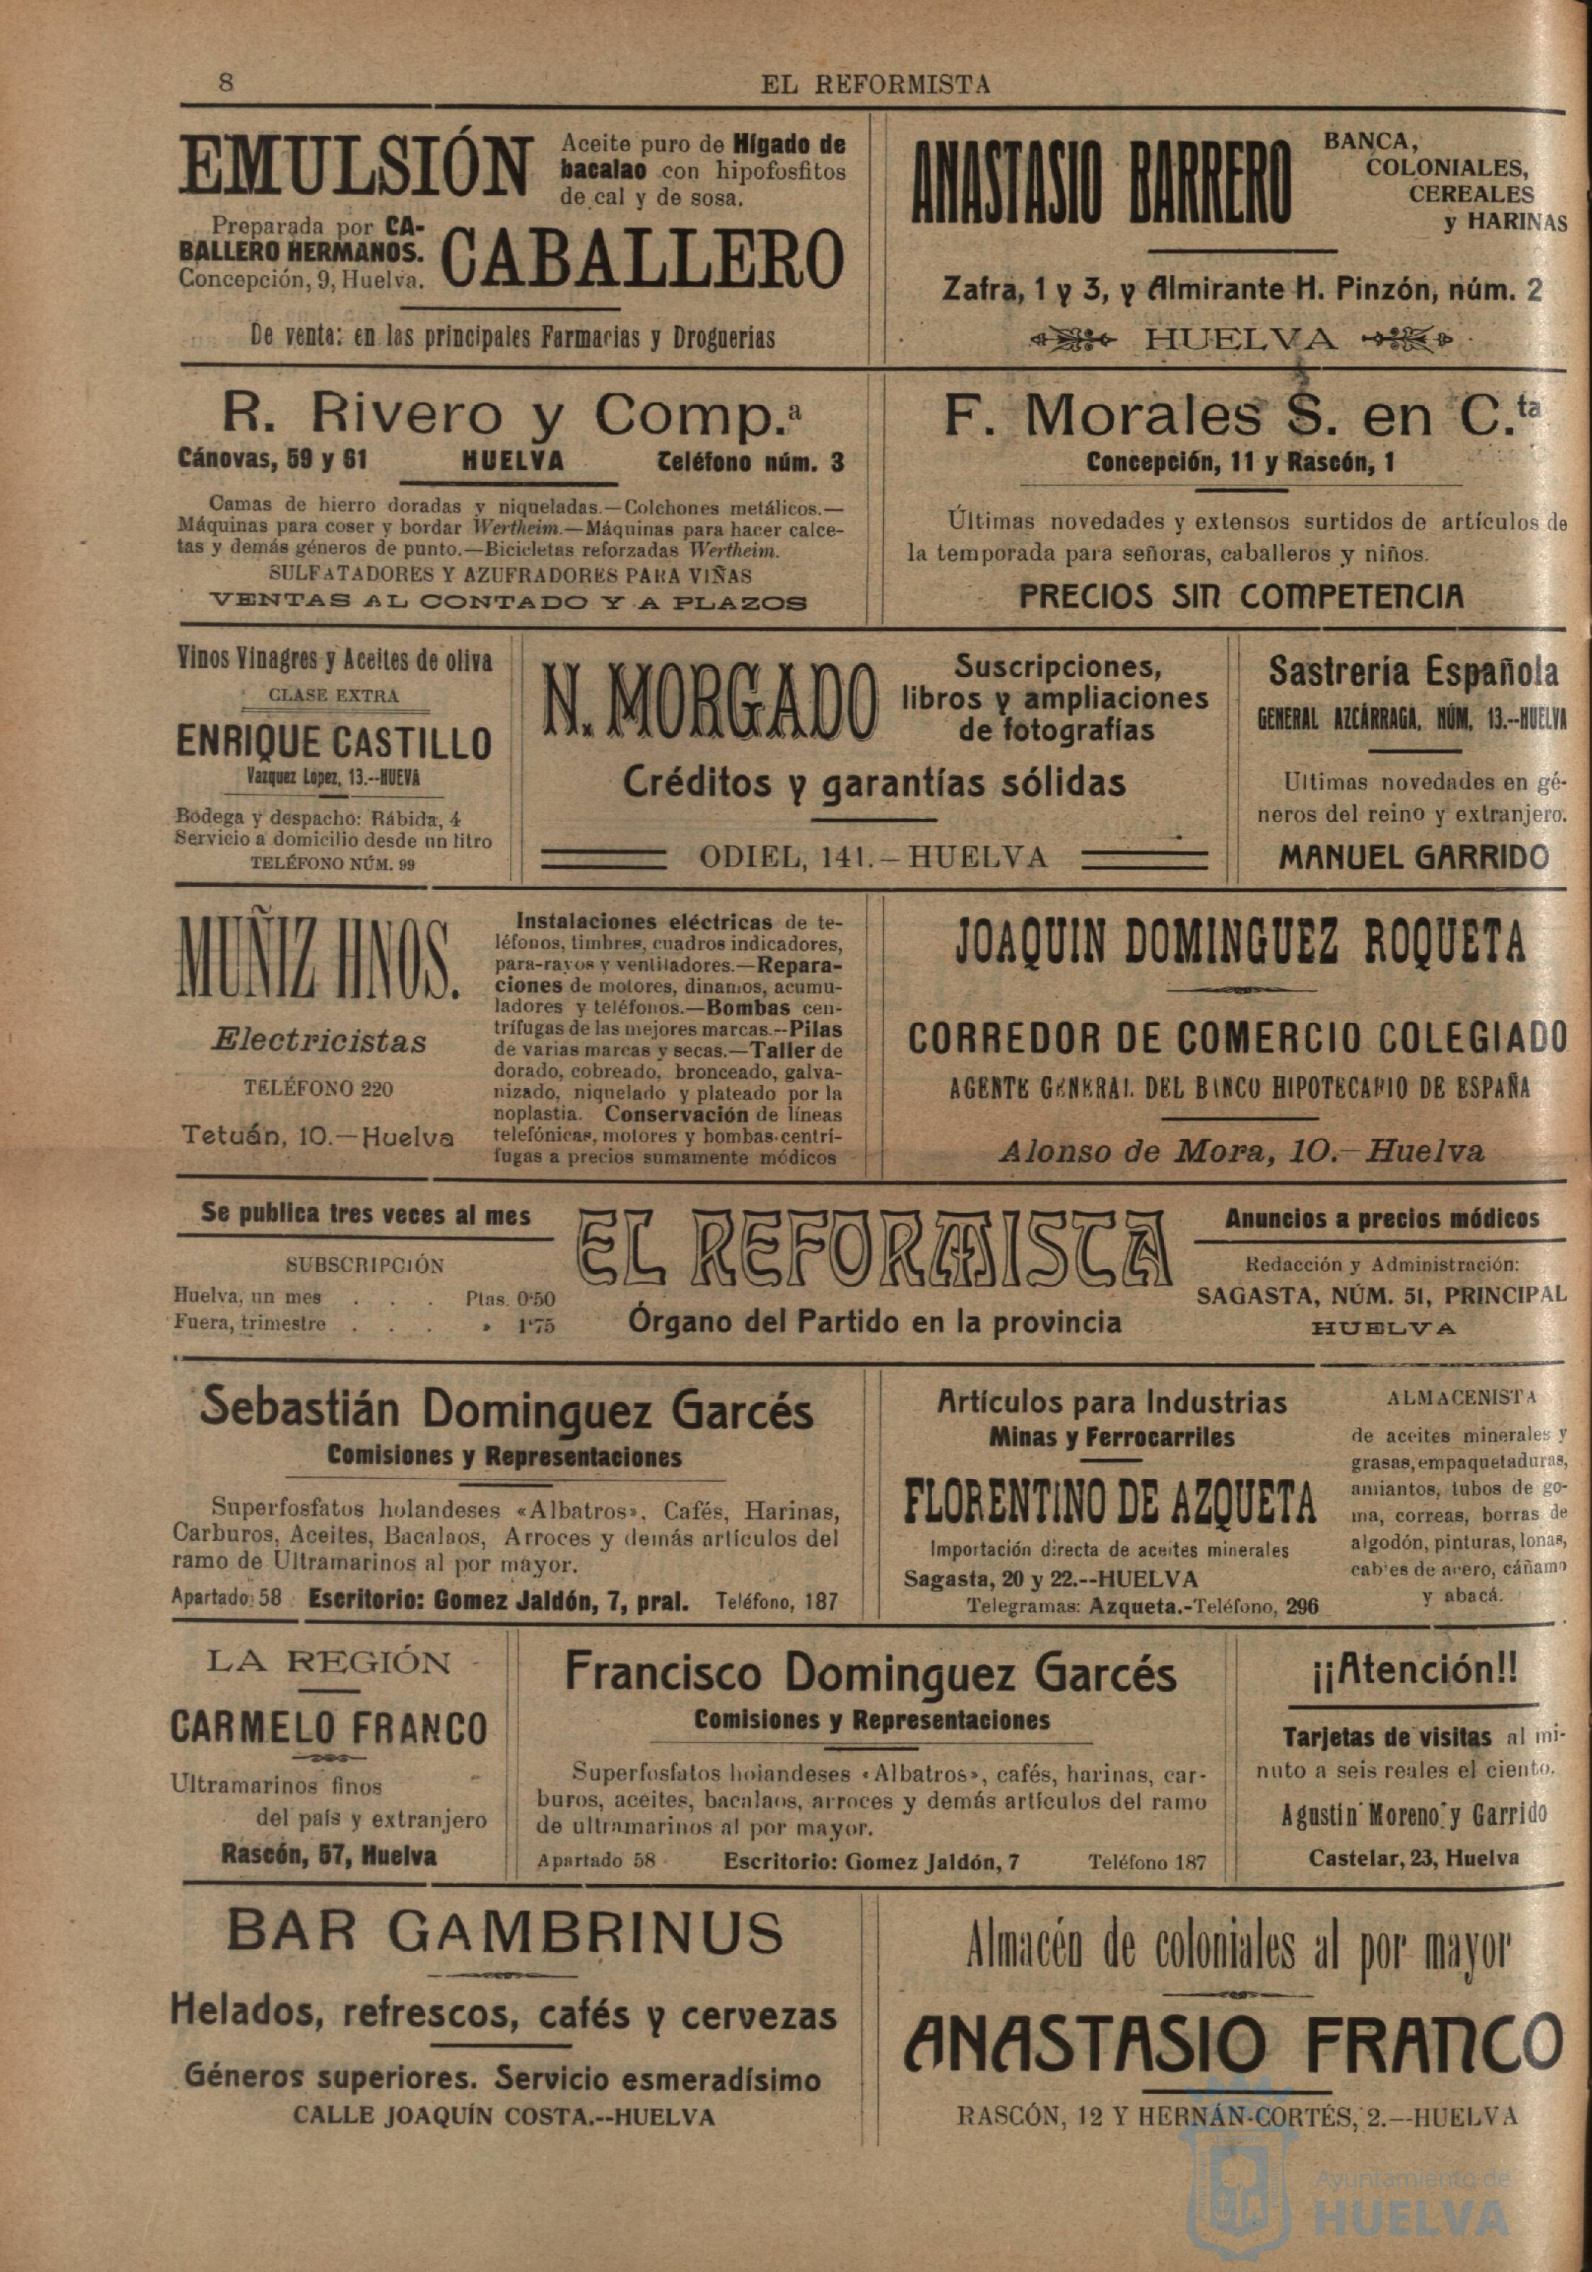 8
EL REFORMISTA
EMULSIÓN
Aceite puro de Hígado de
bacalao con hipofosfitos
de cal y de sosa.
Preparada por CA-
BALLERO HERMANOS.
Concepción, 9, Huelva.
CABALLERO
De venta: en las principales Farmacias y Droguerias
ANASTASIO BARRERO
BANCA,
COLONIALES,
CEREALES
y HARINAS
Zafra, 1 y 3, y Almirante H. Pinzón, núm. 2
HUELVA
R. Rivero y Comp.ª
Cánovas, 59 y 61 HUELVA Teléfono núm. 3
Camas de hierro doradas y niqueladas.—Colchones metálicos.—
Máquinas para coser y bordar Wertheim.—Máquinas para hacer calce-
tas y demás géneros de punto.—Bicicletas reforzadas Wertheim.
SULFATADORES Y AZUFRADORES PARA VIÑAS
VENTAS AL CONTADO Y A PLAZOS
F. Morales S. en C.ta
Concepción, 11 y Rascón, 1
Últimas novedades y extensos surtidos de artículos de
la temporada para señoras, caballeros y niños.
PRECIOS SIN COMPETENCIA
Vinos Vinagres y Aceites de oliva
CLASE EXTRA
ENRIQUE CASTILLO
Vazquez Lopez, 13.--HUEVA
Bodega y despacho: Rábida, 4
Servicio a domicilio desde un litro
TELÉFONO NÚM. 99
N. MORGADO
Suscripciones,
libros y ampliaciones
de fotografías
Créditos y garantías sólidas
ODIEL, 141.—HUELVA
Sastrería Española
GENERAL AZCÁRRAGA, NÚM. 13.--HUELVA
Ultimas novedades en gé-
neros del reino y extranjero.
MANUEL GARRIDO
MUÑIZ HNOS.
Electricistas
TELÉFONO 220
Tetuán, 10.—Huelva
Instalaciones eléctricas de te-
léfonos, timbres, cuadros indicadores,
para-rayos y ventiladores.—Repara-
ciones de motores, dinamos, acumu-
ladores y teléfonos.—Bombas cen-
trífugas de las mejores marcas.--Pilas
de varias marcas y secas.—Taller de
dorado, cobreado, bronceado, galva-
nizado, niquelado y plateado por la
noplastia. Conservación de líneas
telefónicas, motores y bombas centrí-
fugas a precios sumamente módicos
JOAQUIN DOMINGUEZ ROQUETA
CORREDOR DE COMERCIO COLEGIADO
AGENTE GENERAL DEL BANCO HIPOTECARIO DE ESPAÑA
Alonso de Mora, 10.—Huelva
Se publica tres veces al mes
SUBSCRIPCIÓN
Huelva, un mes . . . Ptas. 0'50
Fuera, trimestre . . . » 1'75
EL REFORMISTA
Órgano del Partido en la provincia
Anuncios a precios módicos
Redacción y Administración:
SAGASTA, NÚM. 51, PRINCIPAL
HUELVA
Sebastián Dominguez Garcés
Comisiones y Representaciones
Superfosfatos holandeses «Albatros», Cafés, Harinas,
Carburos, Aceites, Bacalaos, Arroces y demás artículos del
ramo de Ultramarinos al por mayor.
Apartado 58 Escritorio: Gomez Jaldón, 7, pral. Teléfono, 187
Artículos para Industrias
Minas y Ferrocarriles
FLORENTINO DE AZQUETA
Importación directa de aceites minerales
Sagasta, 20 y 22.--HUELVA
Telegramas: Azqueta.-Teléfono, 296
ALMACENISTA
de aceites minerales y
grasas, empaquetaduras,
amiantos, tubos de go-
ma, correas, borras de
algodón, pinturas, lonas,
cables de acero, cáñamo
y abacá.
LA REGIÓN
CARMELO FRANCO
Ultramarinos finos
del país y extranjero
Rascón, 57, Huelva
Francisco Dominguez Garcés
Comisiones y Representaciones
Superfosfatos holandeses «Albatros», cafés, harinas, car-
buros, aceites, bacalaos, arroces y demás artículos del ramo
de ultramarinos al por mayor.
Apartado 58 Escritorio: Gomez Jaldón, 7 Teléfono 187
¡¡Atención!!
Tarjetas de visitas al mi-
nuto a seis reales el ciento.
Agustin Moreno y Garrido
Castelar, 23, Huelva
BAR GAMBRINUS
Helados, refrescos, cafés y cervezas
Géneros superiores. Servicio esmeradísimo
CALLE JOAQUÍN COSTA.--HUELVA
Almacén de coloniales al por mayor
ANASTASIO FRANCO
RASCÓN, 12 Y HERNÁN-CORTÉS, 2.—HUELVA
Ayuntamiento de
HUELVA